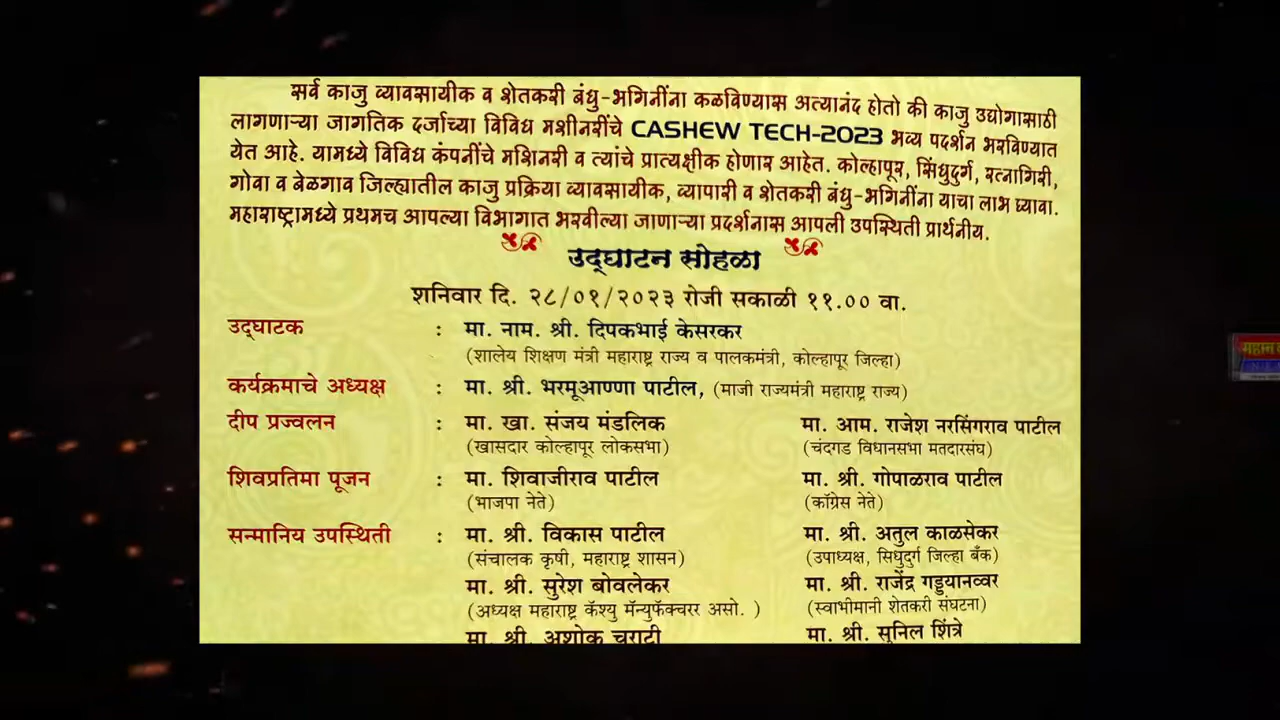 सर्व काजु व्यावसायीक व शेतकरी बंधु-भगिनींना कळविण्यास अत्यानंद होतो की काजु उद्योगासाठी
लागणाऱ्या जागतिक दर्जाच्या विविध मशीनरींचे CASHEW TECH-2023 भव्य पदर्शन भरविण्यात
येत आहे. यामध्ये विविध कंपनींचे मशिनरी व त्यांचे प्रात्यक्षीक होणार आहेत. कोल्हापूर, सिंधुदुर्ग, रत्नागिरी,
गोवा व बेळगाव जिल्ह्यातील काजु प्रक्रिया व्यावसायीक, व्यापारी व शेतकरी बंधु-भगिनींना याचा लाभ घ्यावा.
महाराष्ट्रामध्ये प्रथमच आपल्या विभागात भरवील्या जाणाऱ्या प्रदर्शनास आपली उपस्थिती प्रार्थनीय.
उद्घाटन सोहळा
शनिवार दि. २८/०१/२०२३ रोजी सकाळी ११.०० वा.
उद्घाटक : मा. नाम. श्री. दिपकभाई केसरकर
(शालेय शिक्षण मंत्री महाराष्ट्र राज्य व पालकमंत्री, कोल्हापूर जिल्हा)
कर्यक्रमाचे अध्यक्ष : मा. श्री. भरमूआण्णा पाटील, (माजी राज्यमंत्री महाराष्ट्र राज्य)
दीप प्रज्वलन : मा. खा. संजय मंडलिक मा. आम. राजेश नरसिंगराव पाटील
(खासदार कोल्हापूर लोकसभा) (चंदगड विधानसभा मतदारसंघ)
शिवप्रतिमा पूजन : मा. शिवाजीराव पाटील मा. श्री. गोपाळराव पाटील
(भाजपा नेते) (काँग्रेस नेते)
सन्मानिय उपस्थिती : मा. श्री. विकास पाटील मा. श्री. अतुल काळसेकर
(संचालक कृषी, महाराष्ट्र शासन) (उपाध्यक्ष, सिधुदुर्ग जिल्हा बँक)
मा. श्री. सुरेश बोवलेकर मा. श्री. राजेंद्र गड्डयानव्वर
(अध्यक्ष महाराष्ट्र कॅश्यु मॅन्युफॅक्चरर असो. ) (स्वाभीमानी शेतकरी संघटना)
मा. श्री. अशोक चराटी मा. श्री. सुनिल शिंत्रे